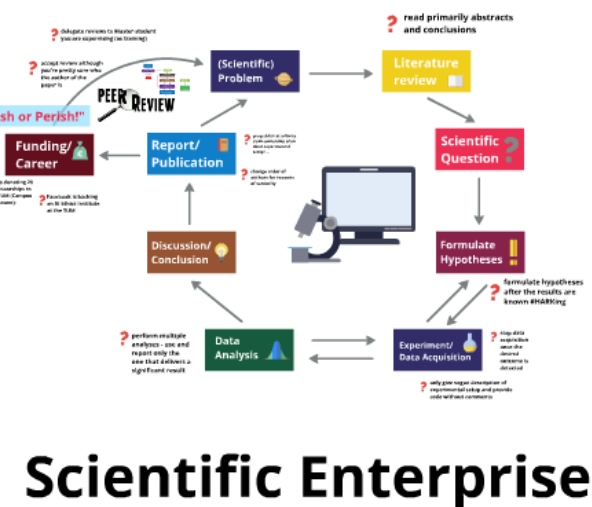 delegate reviews to Master student
you are supervising (as training)
accept review although
you're pretty sure who
the author of the
paper is
PEER REVIEW
sh or Perish!"
(Scientific)
Problem
read primarily abstracts
and conclusions
Literature
review
Scientific
Question
Formulate
Hypotheses
formulate hypotheses
after the results are
known #HARKing
Experiment/
Data Acquisition
stop data
acquisition
once the
desired
outcome is
detected
only give vague description of
experimental setup and provide
code without comments
Data
Analysis
perform multiple
analyses - use and
report only the
one that delivers a
significant result
Discussion/
Conclusion
Report/
Publication
change order of
authors for reasons
of seniority
Funding/
Career
Facebook is backing
an AI Ethics Institute
at the TUM
Scientific Enterprise